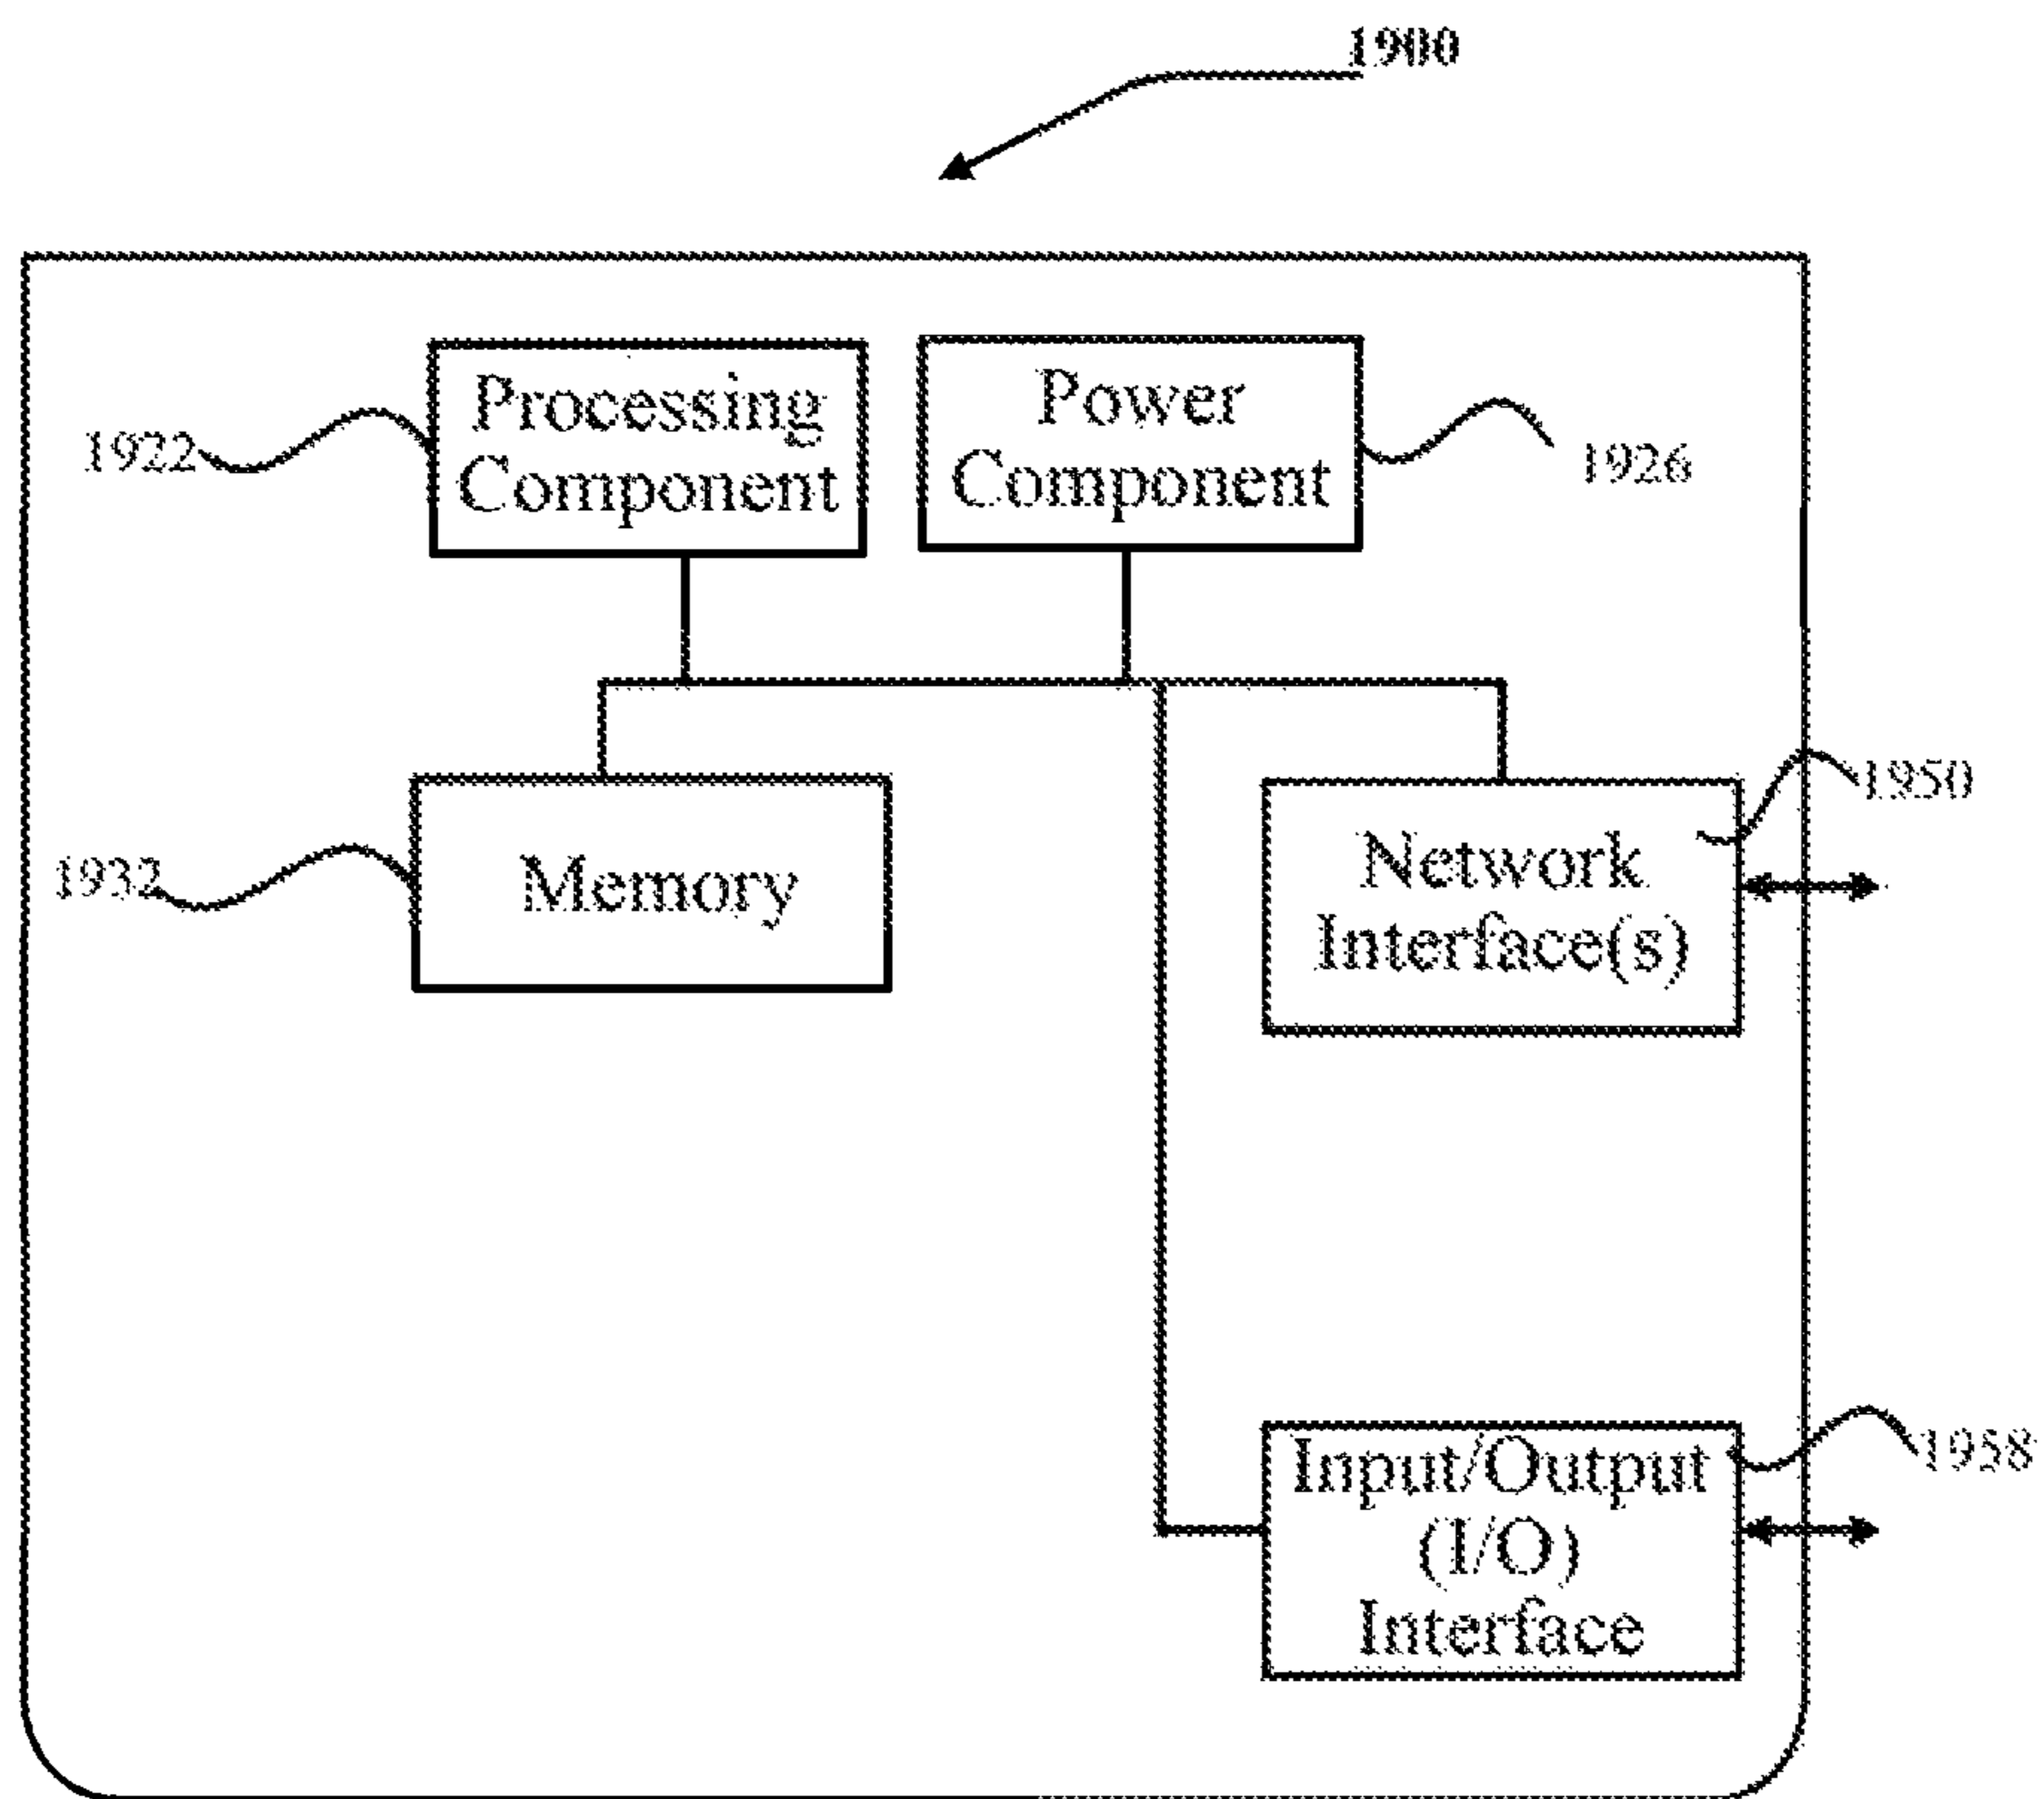 1900
Processing
Component
Power
Component
1922
1926
Memory
1932
Network
Interface(s)
1950
Input/Output
(I/O)
Interface
1958